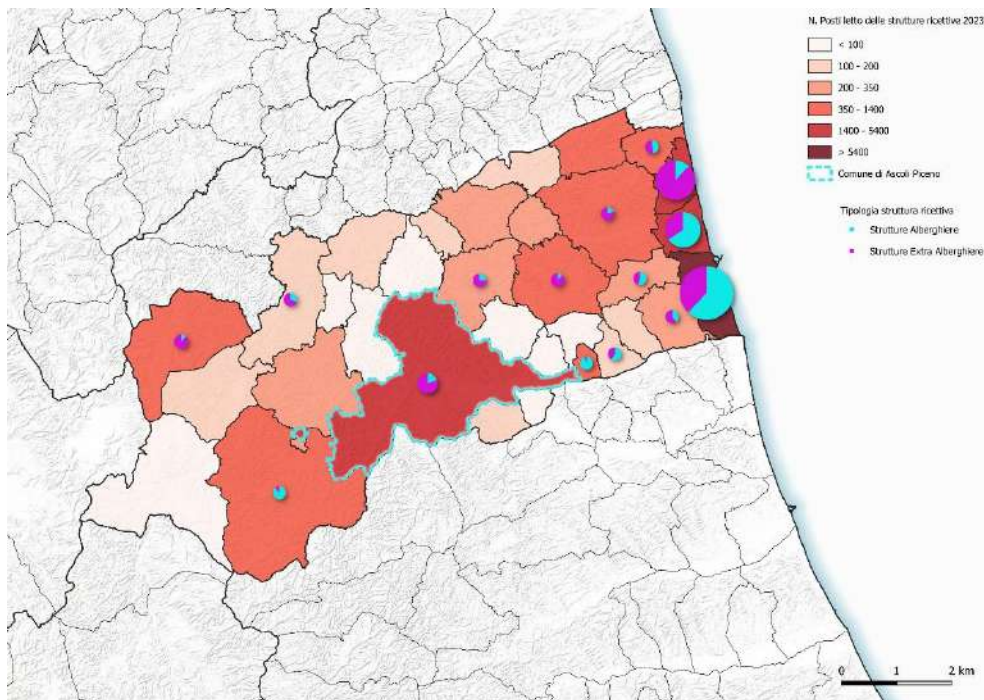 N. Posti letto delle strutture ricettive 2023
< 100
100 - 200
200 - 350
350 - 1400
1400 - 5400
> 5400
Comune di Ascoli Piceno
Tipologia struttura ricettiva
Strutture Alberghiere
Strutture Extra Alberghiere
0 1 2 km